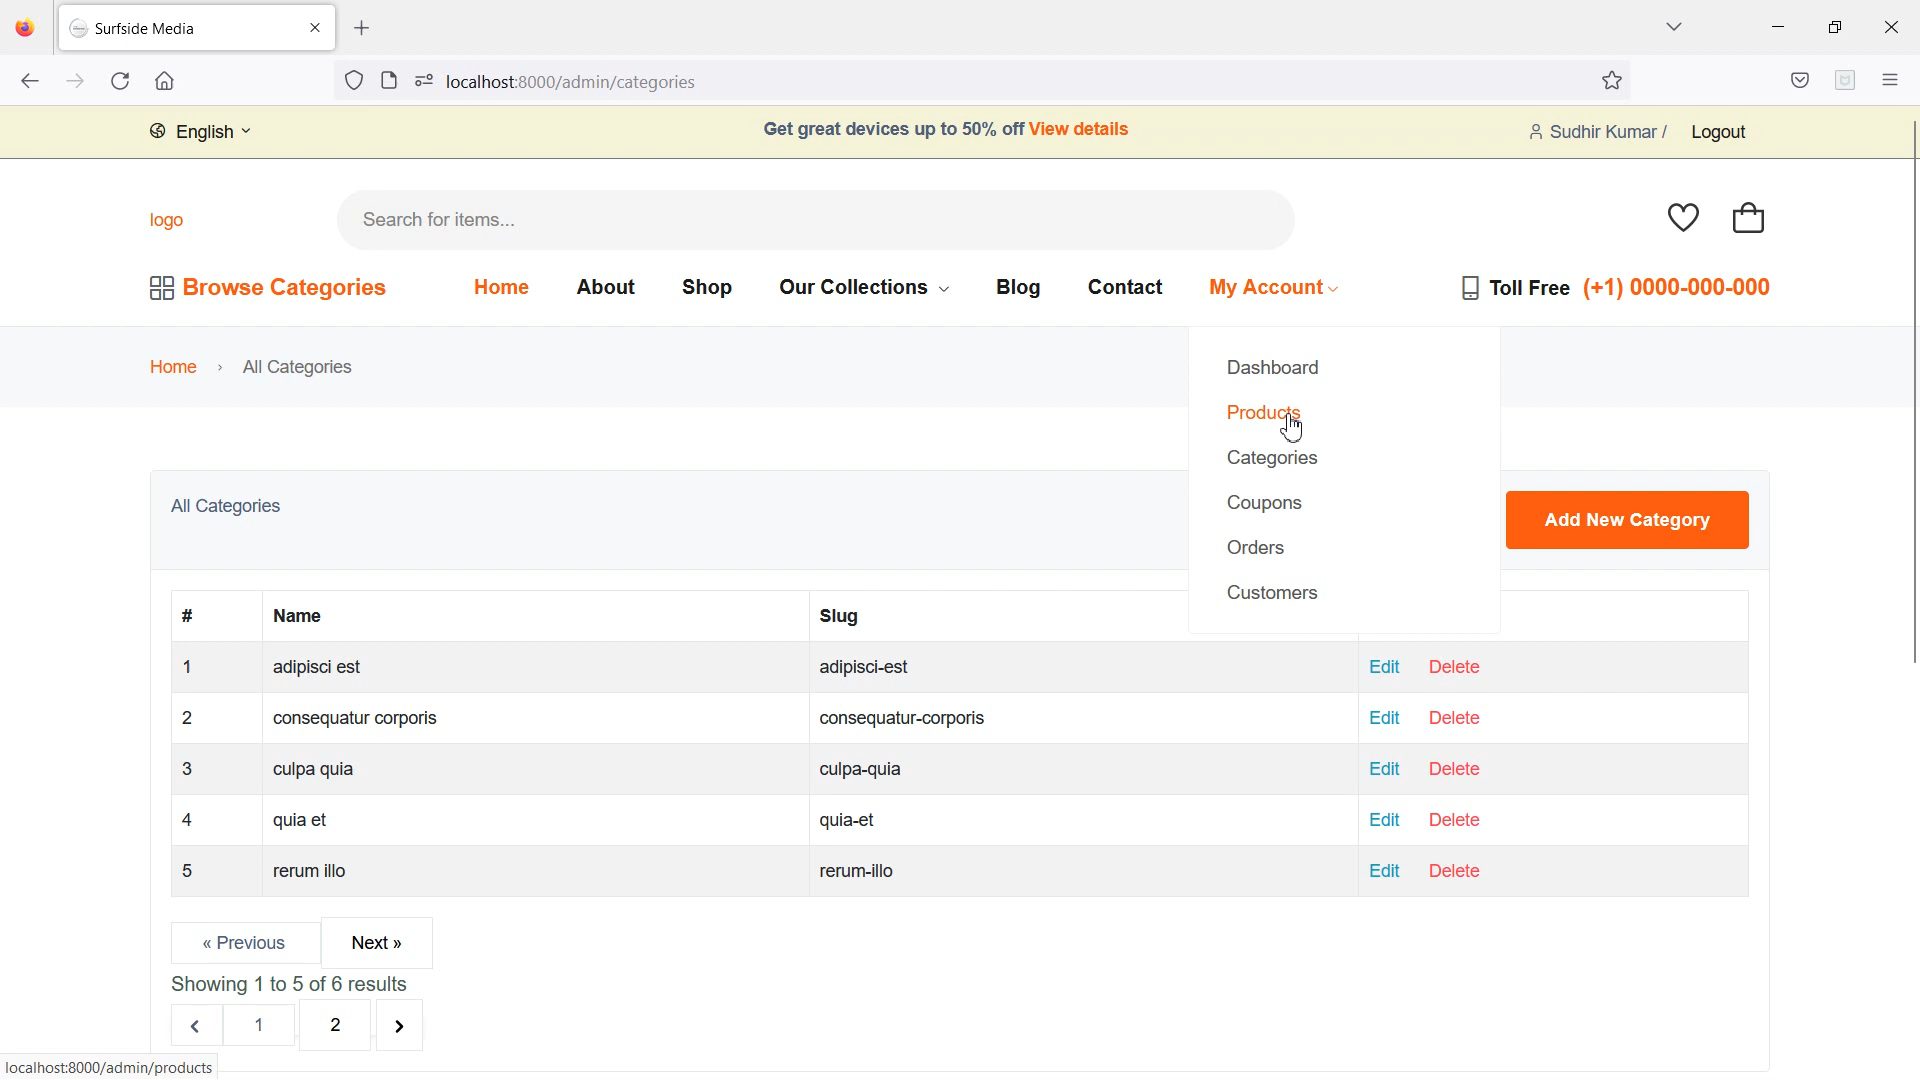 Surfside Media
localhost:8000/admin/categories
English
Get great devices up to 50% off View details
Sudhir Kumar / Logout
logo
Search for items...
Browse Categories
Home About Shop Our Collections Blog Contact My Account
Toll Free (+1) 0000-000-000
Home › All Categories
Dashboard
Products
Categories
Coupons
Orders
Customers
All Categories
Add New Category
# Name Slug
1 adipisci est adipisci-est Edit Delete
2 consequatur corporis consequatur-corporis Edit Delete
3 culpa quia culpa-quia Edit Delete
4 quia et quia-et Edit Delete
5 rerum illo rerum-illo Edit Delete
« Previous Next »
Showing 1 to 5 of 6 results
‹ 1 2 ›
localhost:8000/admin/products